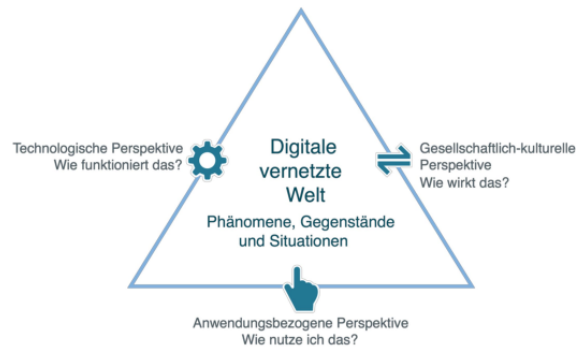 Technologische Perspektive
Wie funktioniert das?
Digitale
vernetzte
Welt
Phänomene, Gegenstände
und Situationen
Gesellschaftlich-kulturelle
Perspektive
Wie wirkt das?
Anwendungsbezogene Perspektive
Wie nutze ich das?